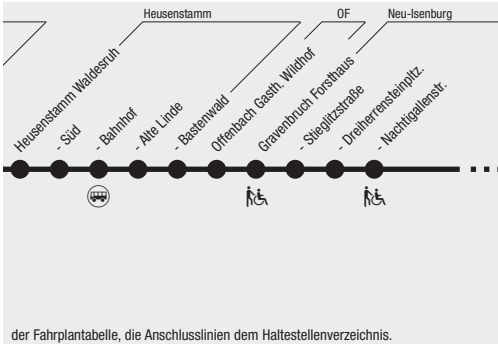 Heusenstamm
OF
Neu-Isenburg
Heusenstamm Waldesruh
- Süd
- Bahnhof
- Alte Linde
- Bastenwald
Offenbach Gasth. Wildhof
Gravenbruch Forsthaus
- Stieglitzstraße
- Dreiherrensteinpltz.
- Nachtigallenstr.
der Fahrplantabelle, die Anschlusslinien dem Haltestellenverzeichnis.